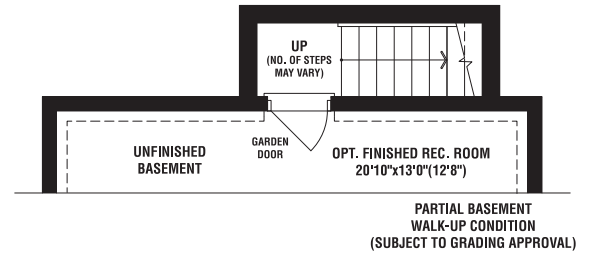 UP
(NO. OF STEPS
MAY VARY)
GARDEN
DOOR
UNFINISHED
BASEMENT
OPT. FINISHED REC. ROOM
20'10"x13'0"(12'8")
PARTIAL BASEMENT
WALK-UP CONDITION
(SUBJECT TO GRADING APPROVAL)